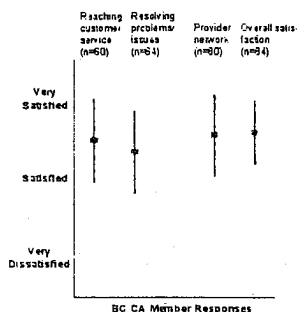 Reaching customer service (n=60)
Resolving problems/ issues (n=64)
Provider network (n=80)
Overall satis- faction (n=84)
Very Satisfied
Satisfied
Very Dissatisfied
BC CA Member Responses